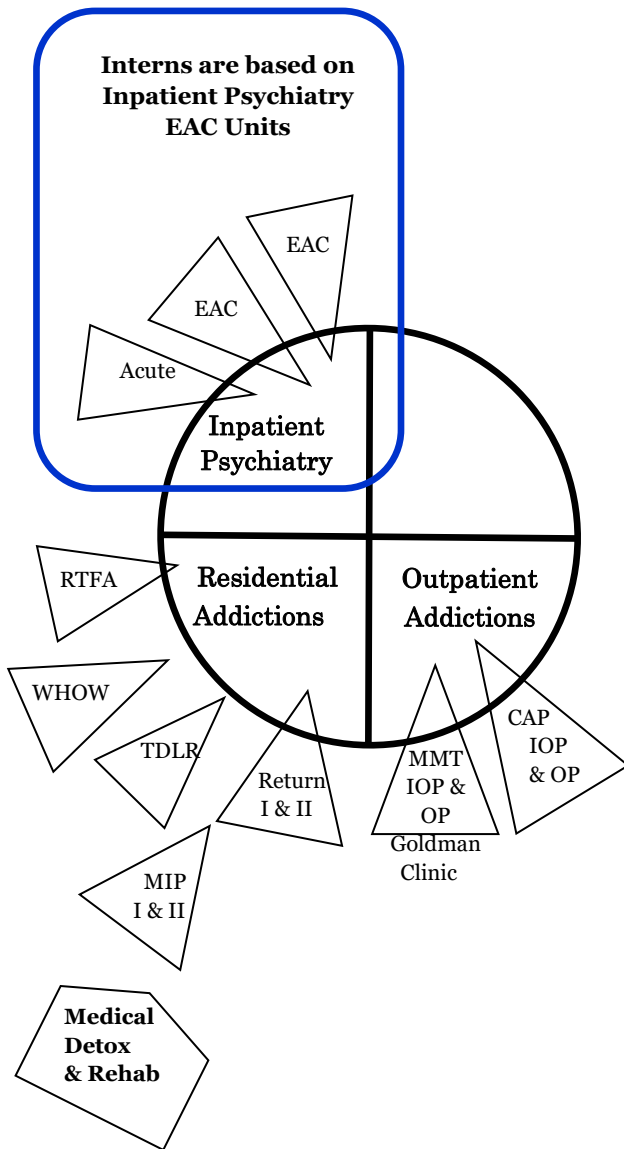 Interns are based on
Inpatient Psychiatry
EAC Units
EAC
EAC
Acute
Inpatient
Psychiatry
RTFA
Residential
Addictions
Outpatient
Addictions
WHOW
TDLR
CAP
IOP
& OP
Return
I & II
MMT
IOP &
OP
Goldman
Clinic
MIP
I & II
Medical
Detox
& Rehab